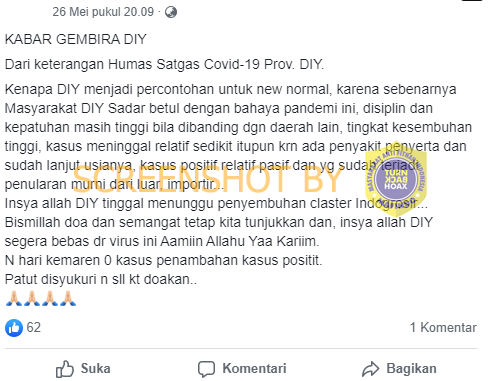 26 Mei pukul 20.09 ·
KABAR GEMBIRA DIY
Dari keterangan Humas Satgas Covid-19 Prov. DIY.
Kenapa DIY menjadi percontohan untuk new normal, karena sebenarnya
Masyarakat DIY Sadar betul dengan bahaya pandemi ini, disiplin dan
kepatuhan masih tinggi bila dibanding dgn daerah lain, tingkat kesembuhan
tinggi, kasus meninggal relatif sedikit itupun krn ada penyakit penyerta dan
sudah lanjut usianya, kasus positif relatif pasif dan yg sudah terjadi
penularan murni dari luar, importir...
Insya allah DIY tinggal menunggu penyembuhan claster Indogrosir...
Bismillah doa dan semangat tetap kita tunjukkan dan, insya allah DIY
segera bebas dr virus ini Aamiin Allahu Yaa Kariim.
N hari kemaren 0 kasus penambahan kasus positit.
Patut disyukuri n sll kt doakan..
🙏🙏🙏🙏
62
1 Komentar
Suka
Komentari
Bagikan
SCREENSHOT BY
MASYARAKAT ANTI FITNAH INDONESIA
TURN
BACK
HOAX